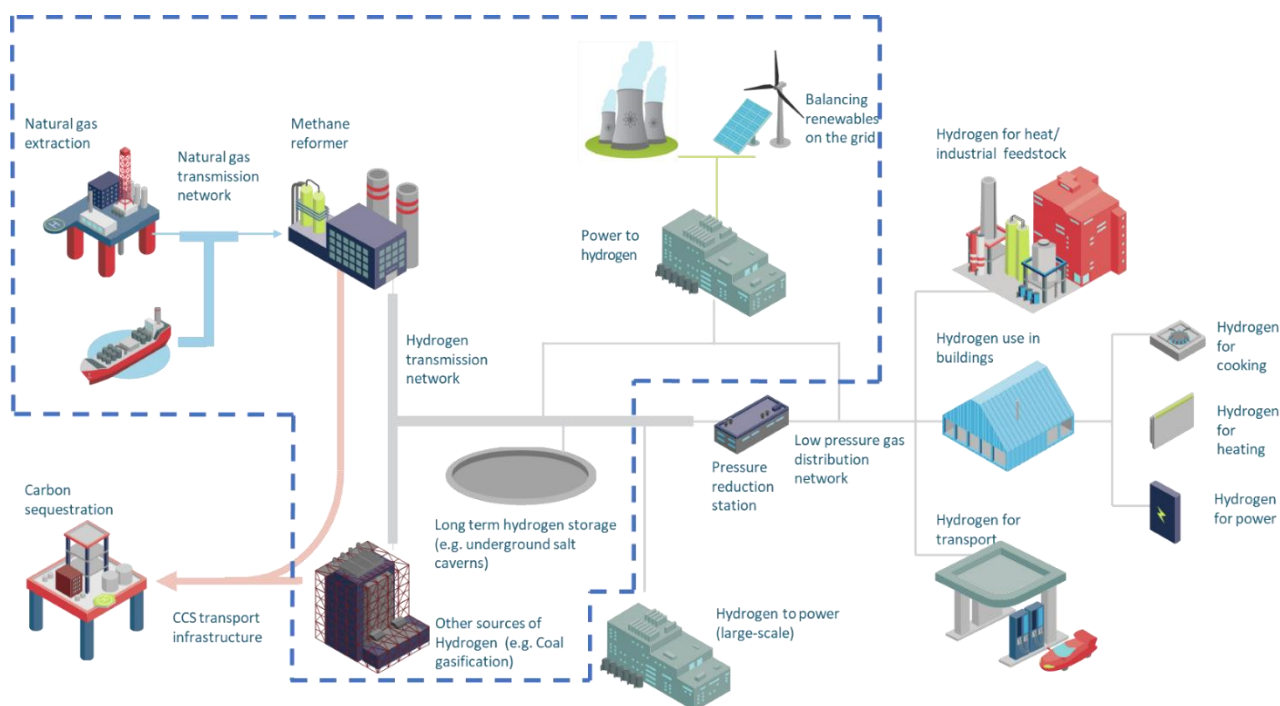 Natural gas
extraction
Natural gas
transmission
network
Methane
reformer
Balancing
renewables
on the grid
Power to
hydrogen
Hydrogen for heat/
industrial feedstock
Hydrogen
transmission
network
Hydrogen use in
buildings
Hydrogen
for
cooking
Hydrogen
for
heating
Hydrogen
for power
Low pressure gas
distribution
network
Pressure
reduction
station
Long term hydrogen storage
(e.g. underground salt
caverns)
Carbon
sequestration
CCS transport
infrastructure
Other sources of
Hydrogen (e.g. Coal
gasification)
Hydrogen to power
(large-scale)
Hydrogen for
transport
H